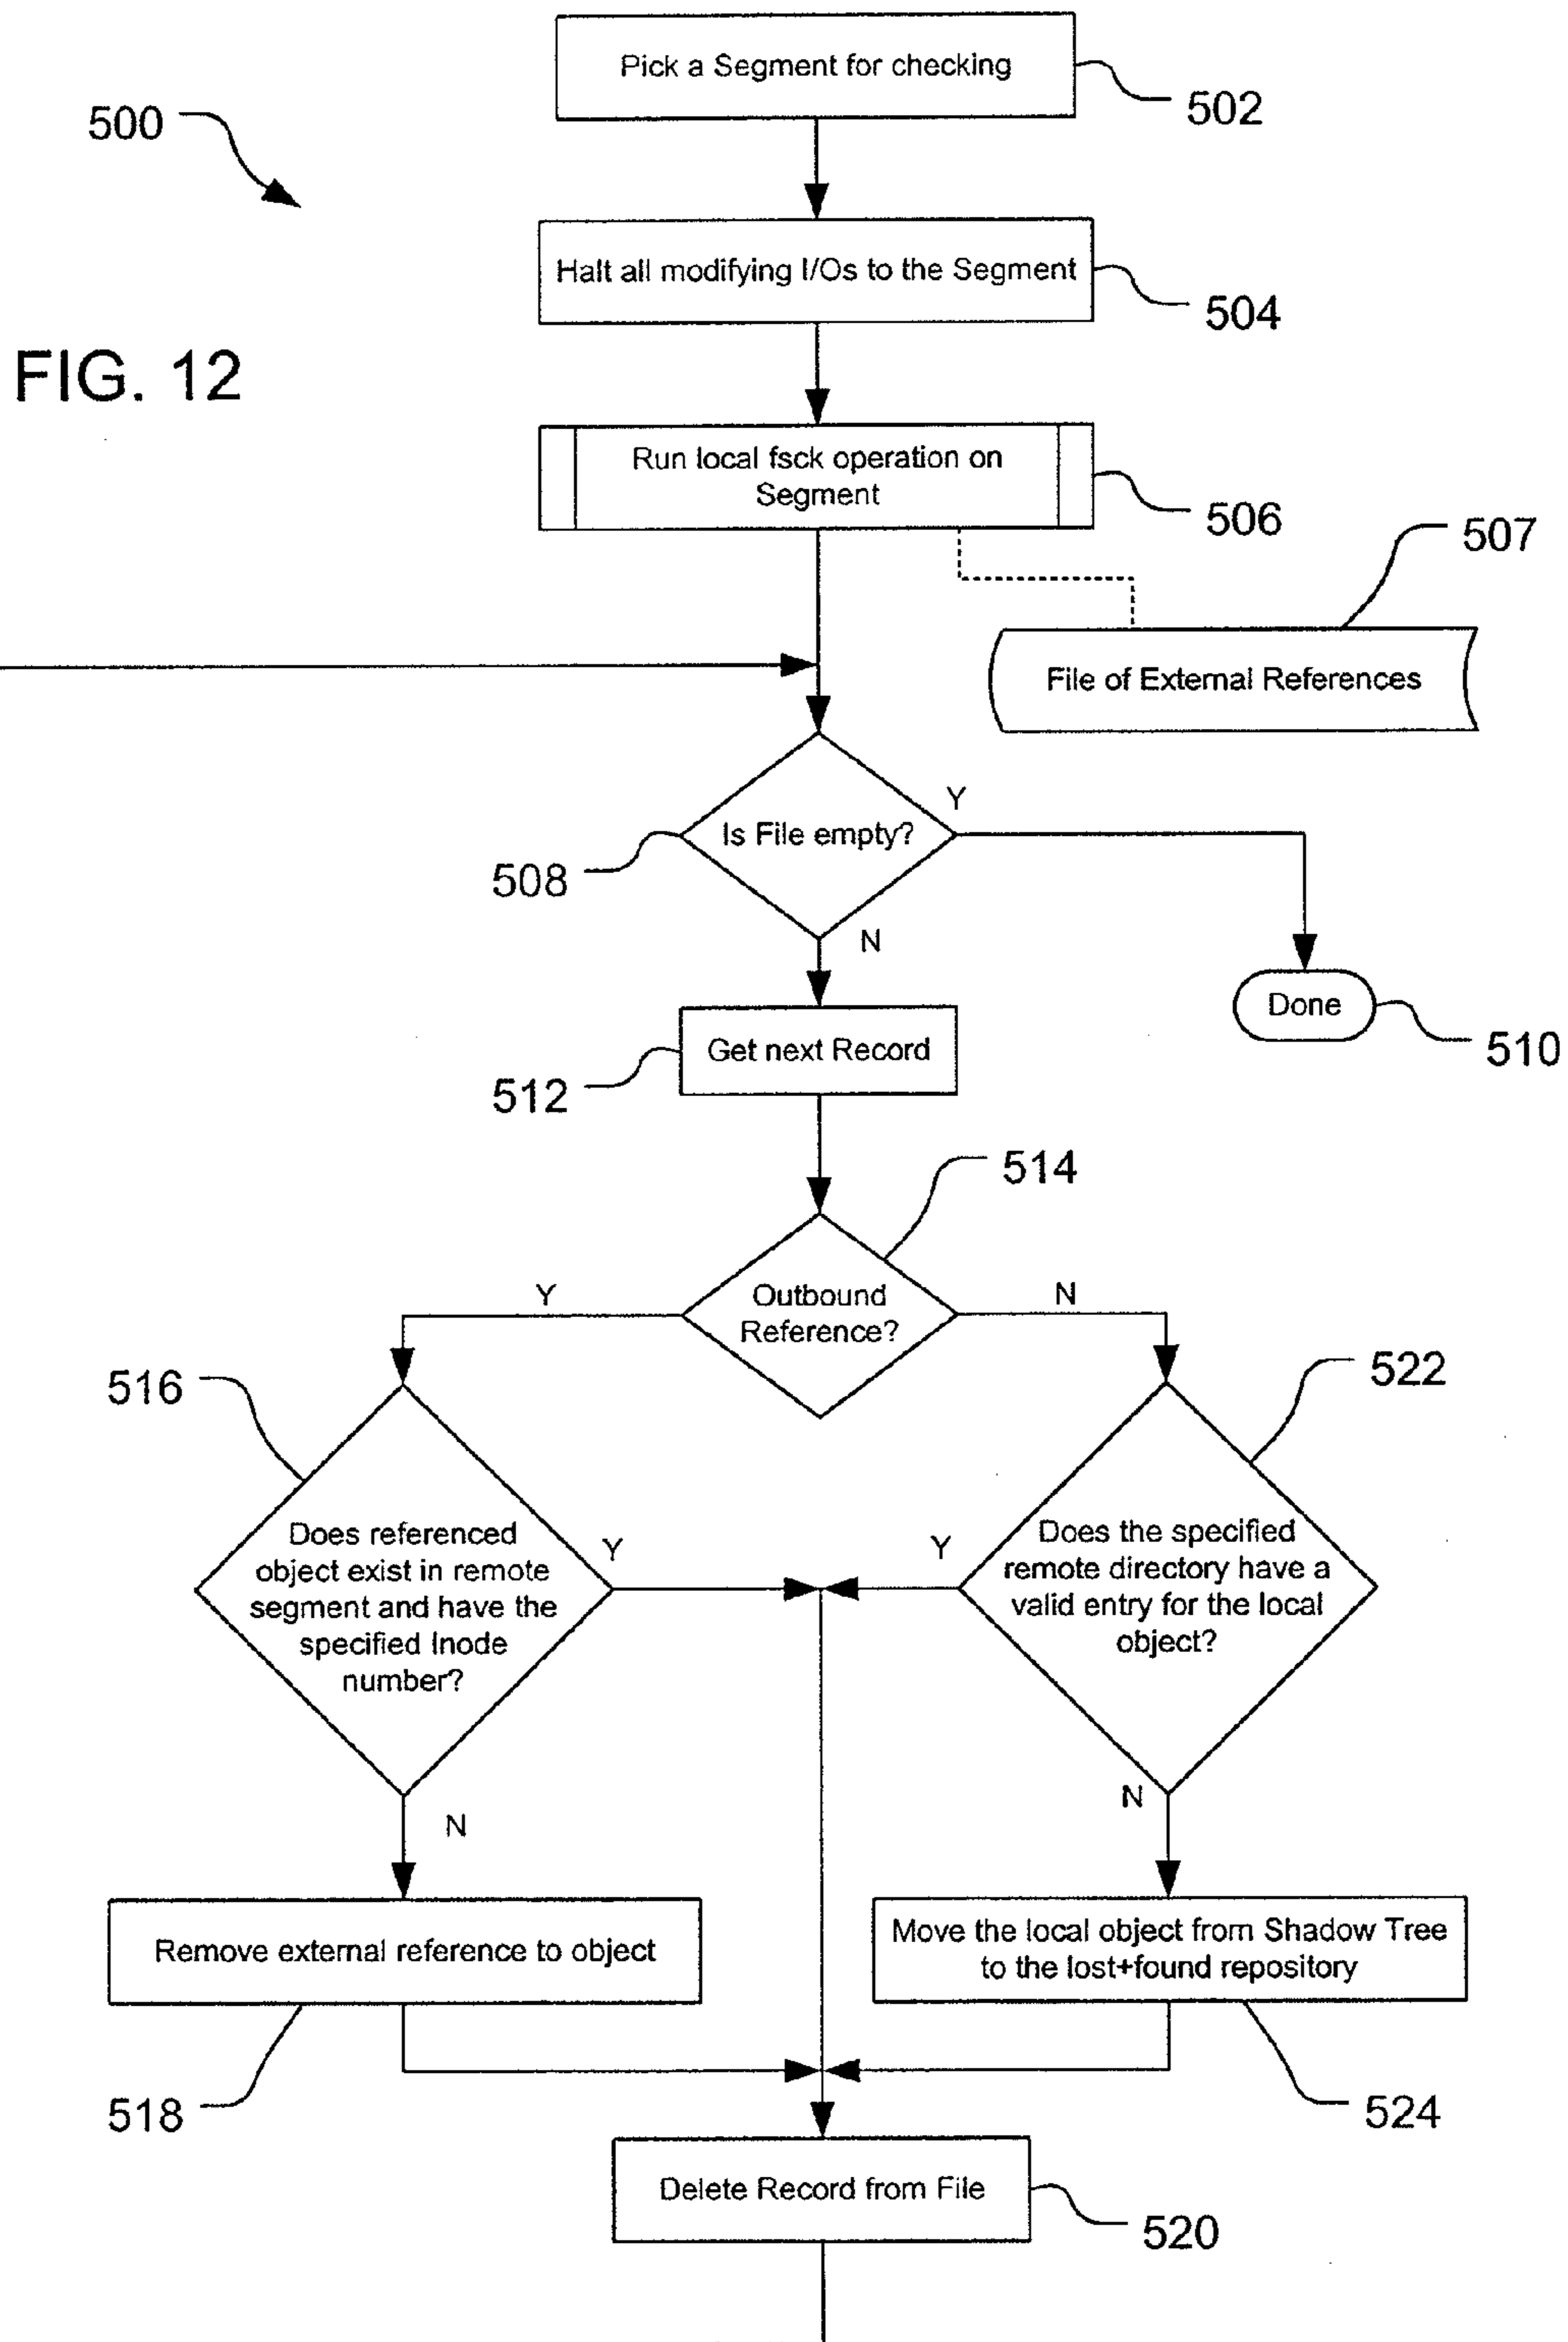 Pick a Segment for checking
502
500
Halt all modifying I/Os to the Segment
504
FIG. 12
Run local fsck operation on
Segment
506
507
File of External References
Y
Is File empty?
508
N
Done
510
Get next Record
512
514
Y
Outbound
Reference?
N
516
522
Does referenced
object exist in remote
segment and have the
specified Inode
number?
Y
Y
Does the specified
remote directory have a
valid entry for the local
object?
N
N
Remove external reference to object
Move the local object from Shadow Tree
to the lost+found repository
518
524
Delete Record from File
520